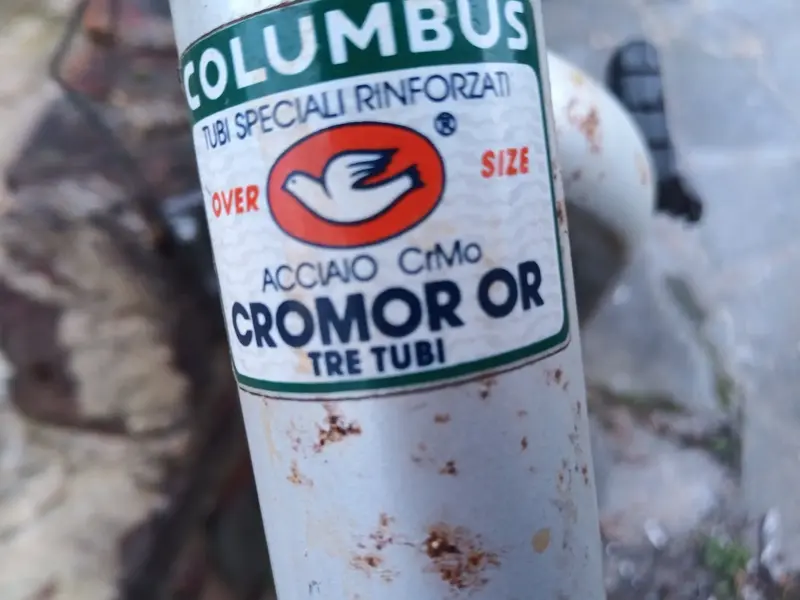 COLUMBUS
TUBI SPECIALI RINFORZATI
®
OVER SIZE
ACCIAIO CrMo
CROMOR OR
TRE TUBI